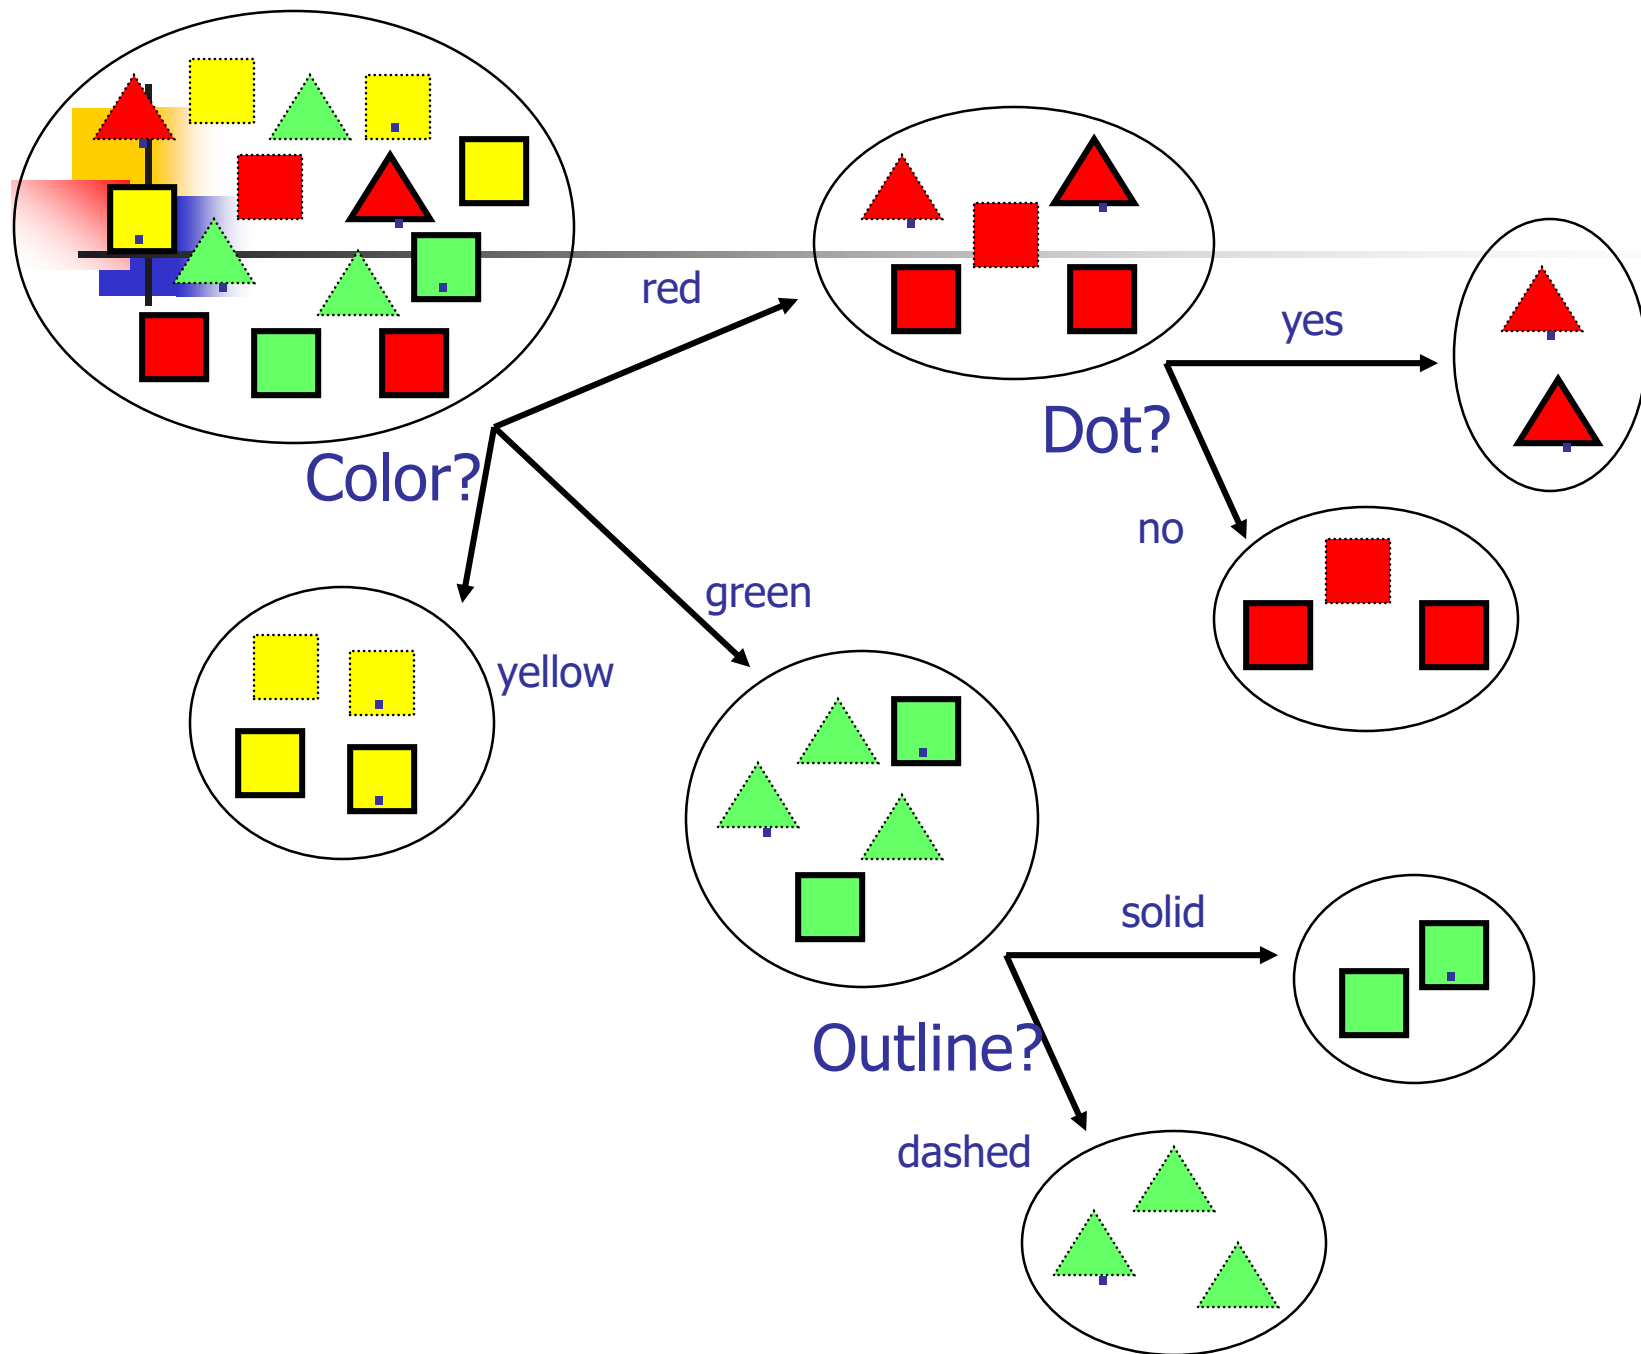 red
yes
Dot?
Color?
no
green
yellow
solid
Outline?
dashed